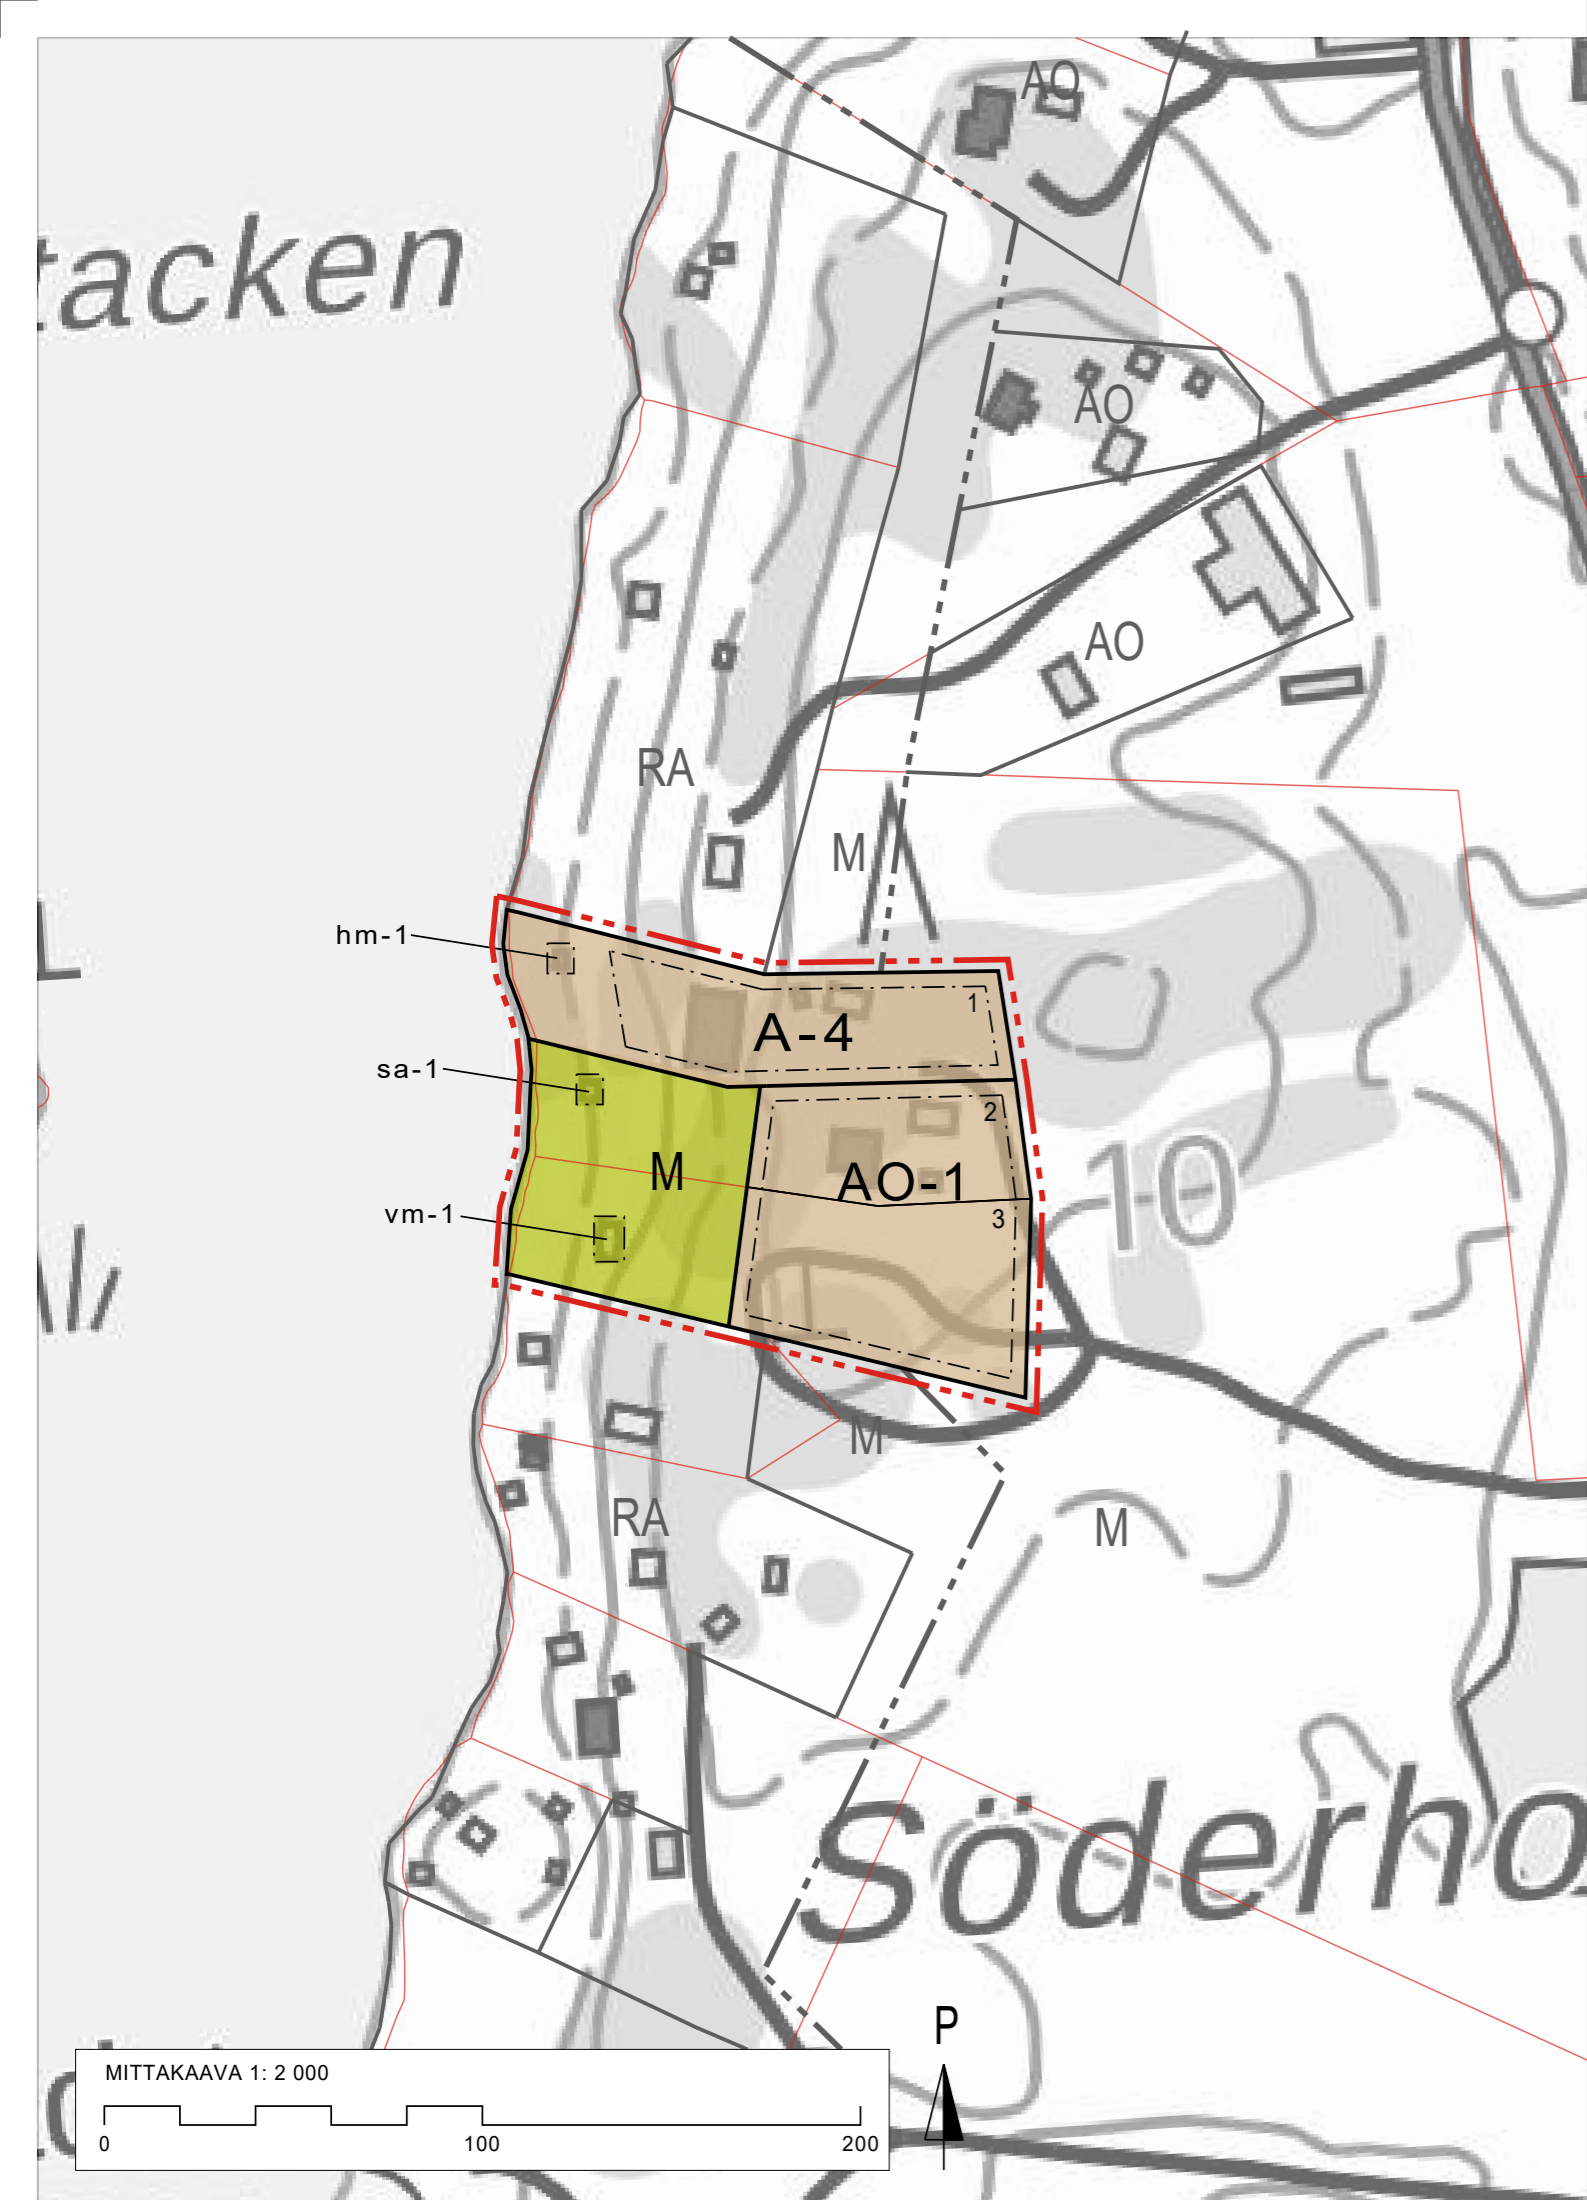 AO
tacken
AO
AO
RA
M
hm-1
1
A-4
sa-1
2
M
AO-1
10
vm-1
3
M
RA
M
Söderho
P
MITTAKAAVA 1: 2 000
0
100
200